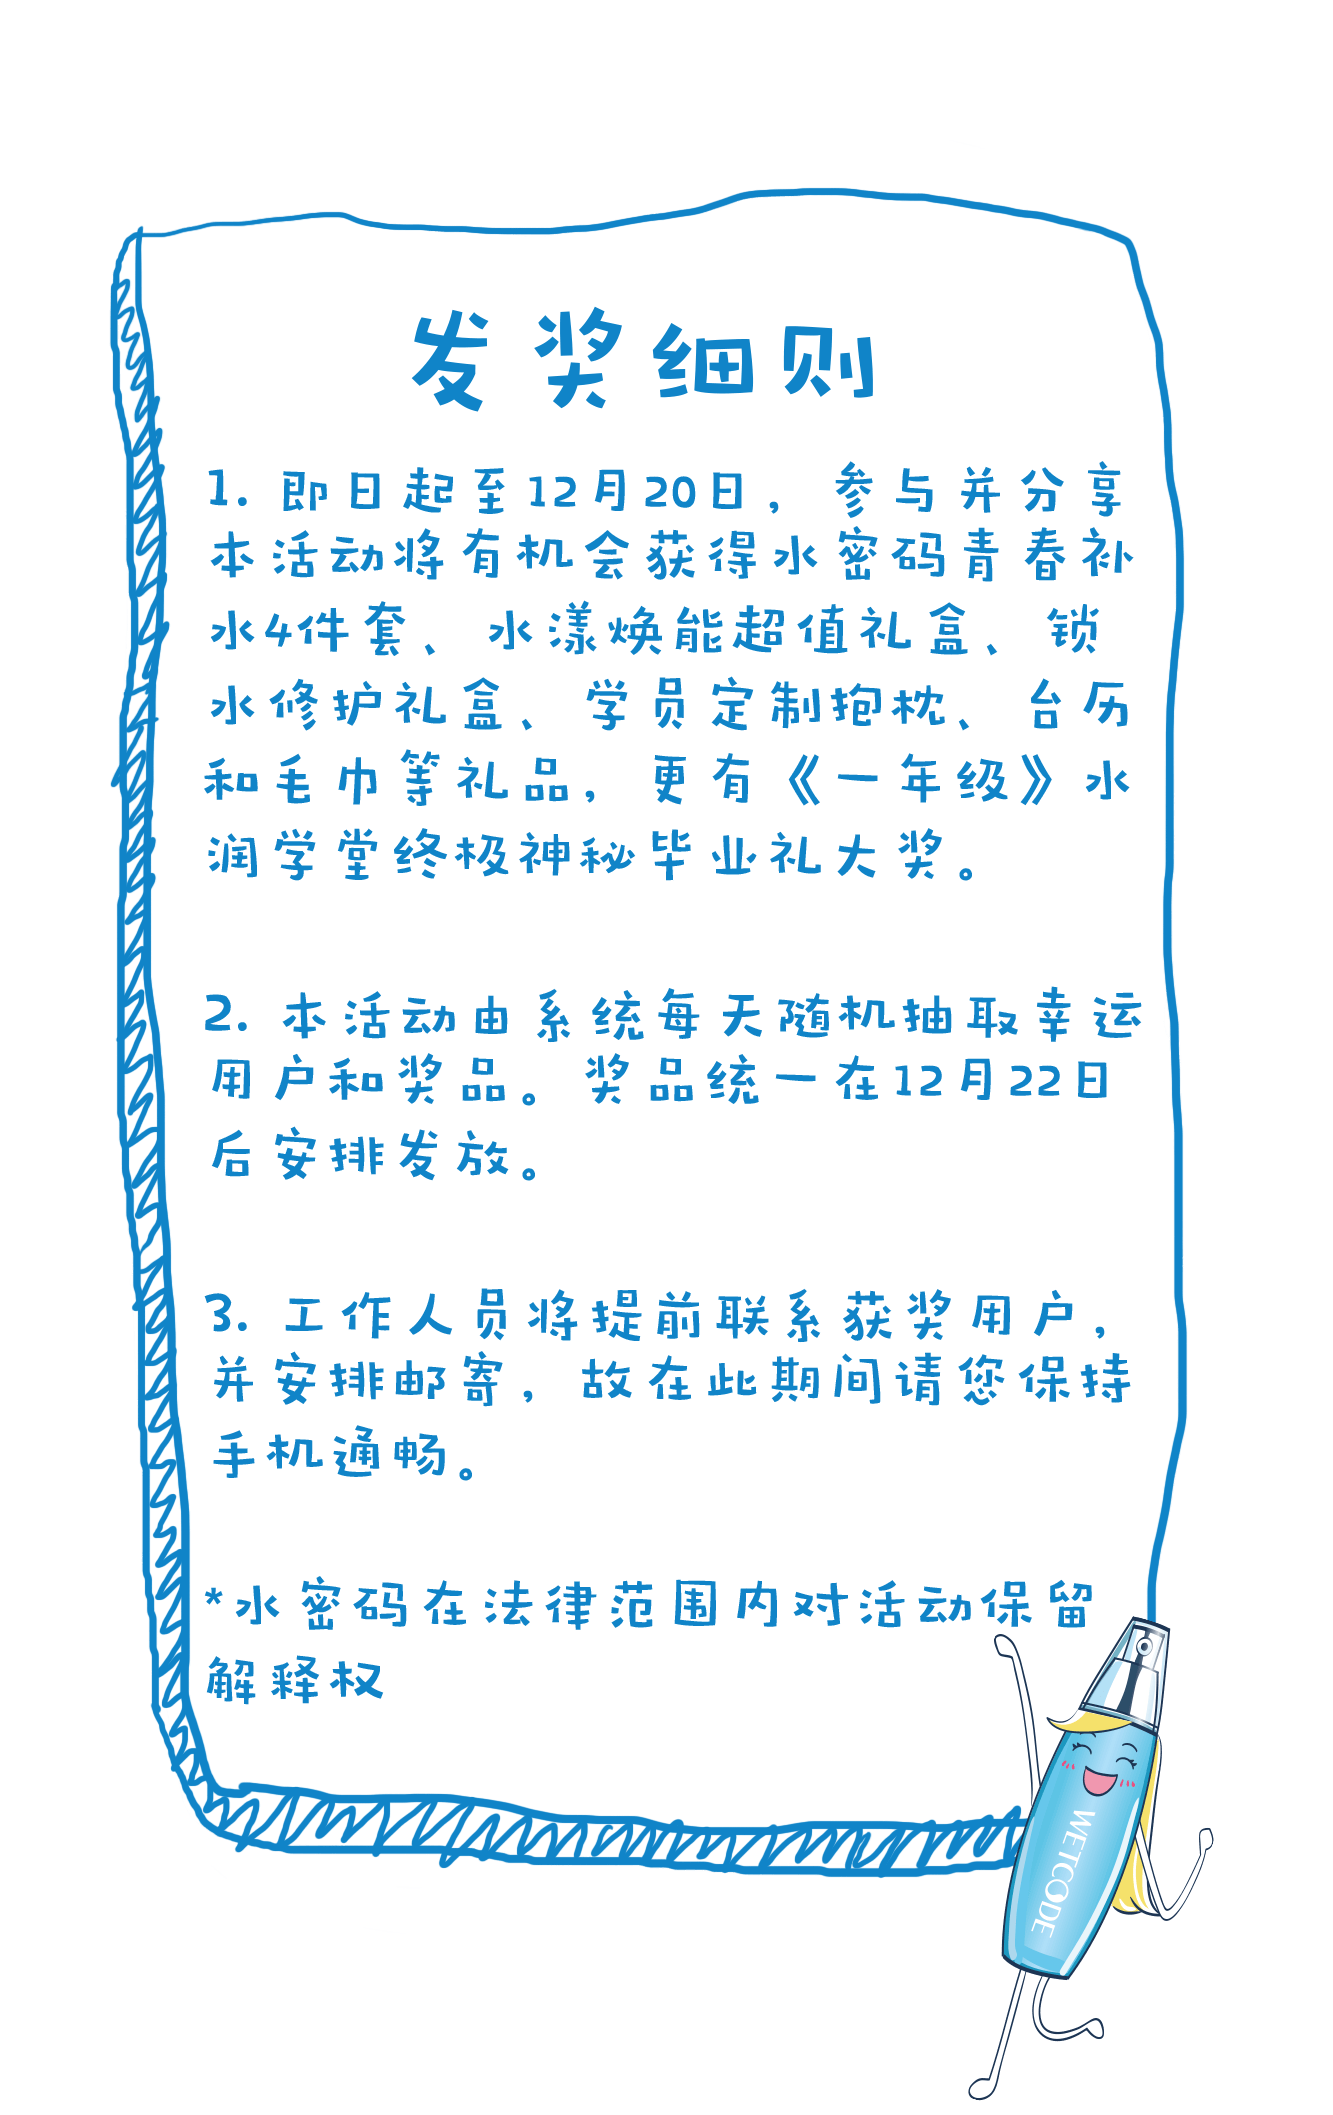 发奖细则
1. 即日起至12月20日，参与并分享
本活动将有机会获得水密码青春补
水4件套、水漾焕能超值礼盒、锁
水修护礼盒、学员定制抱枕、台历
和毛巾等礼品，更有《一年级》水
润学堂终极神秘毕业礼大奖。
2. 本活动由系统每天随机抽取幸运
用户和奖品。奖品统一在12月22日
后安排发放。
3. 工作人员将提前联系获奖用户，
并安排邮寄，故在此期间请您保持
手机通畅。
*水密码在法律范围内对活动保留
解释权
WETCODE